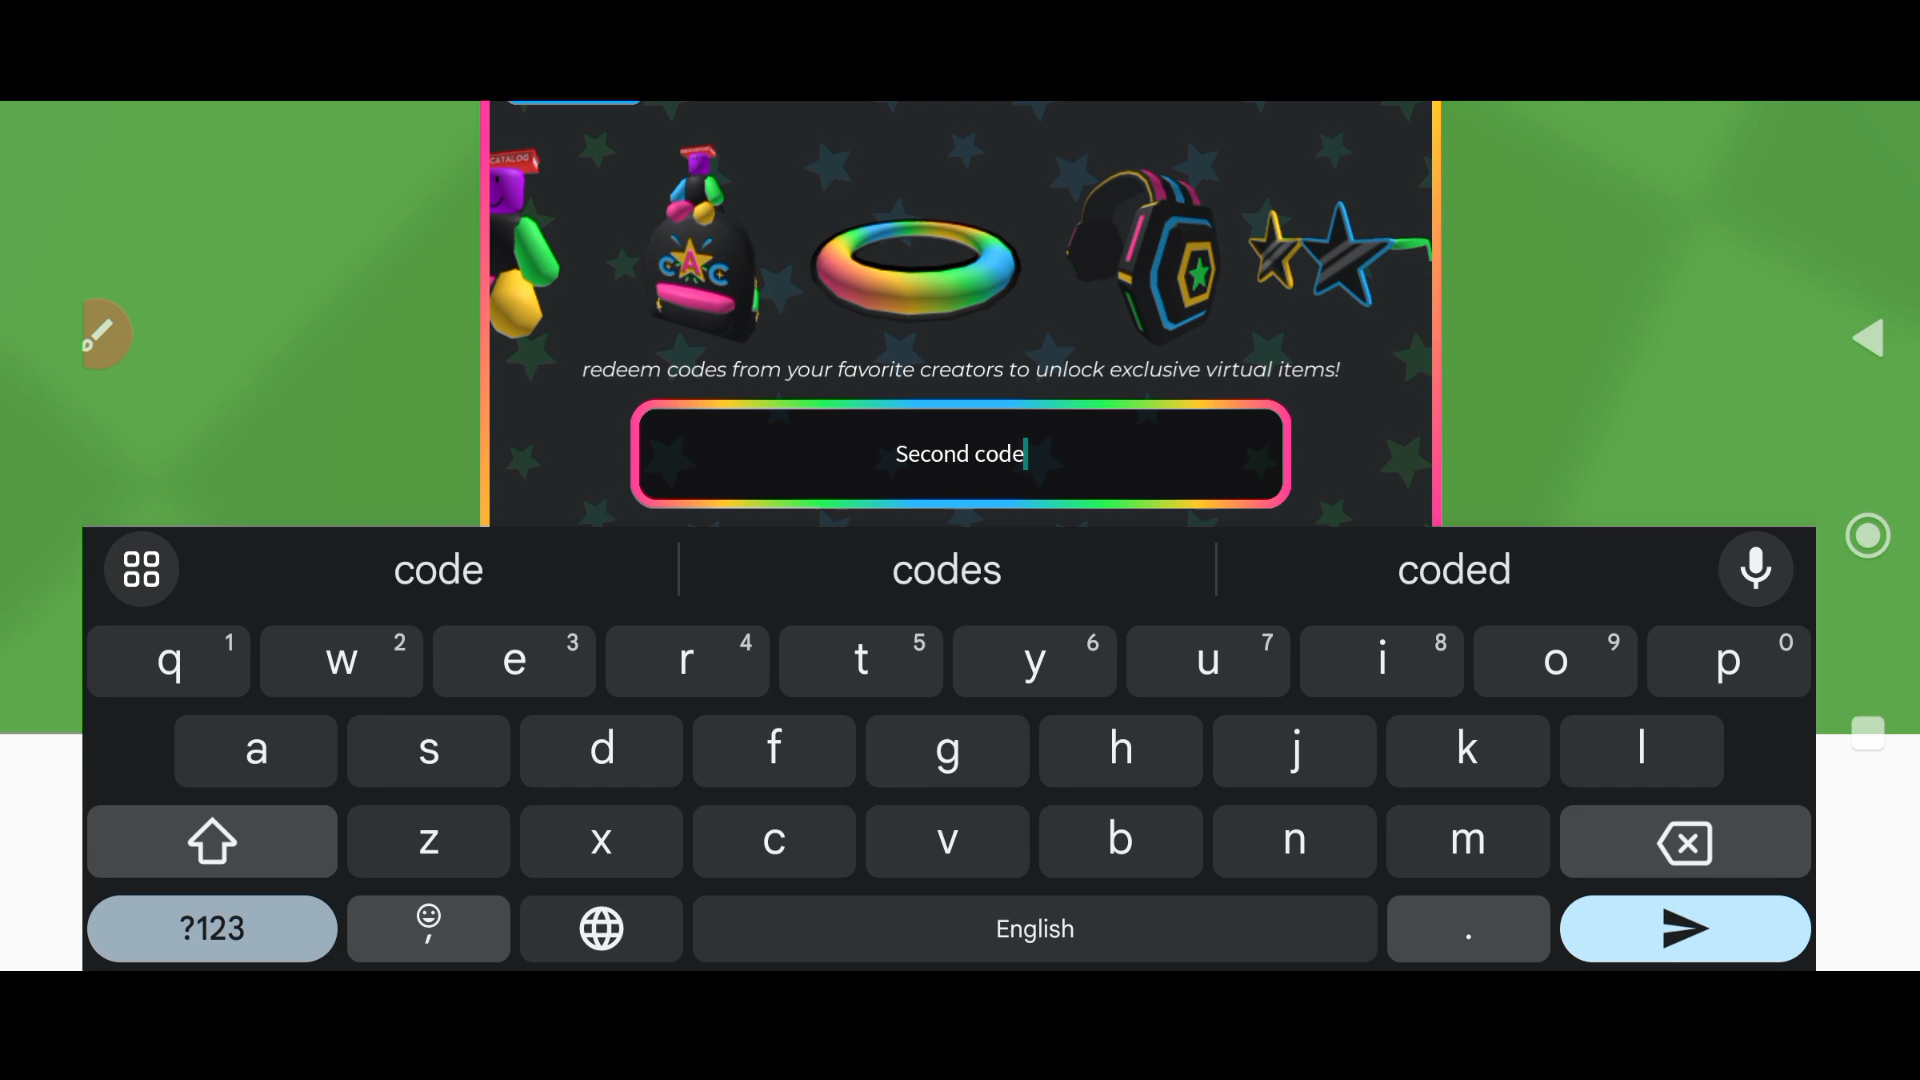 CATALOG
CAC
redeem codes from your favorite creators to unlock exclusive virtual items!
Second code
code codes coded
q 1 w 2 e 3 r 4 t 5 y 6 u 7 i 8 o 9 p 0
a s d f g h j k l
z x c v b n m
?123 , English .